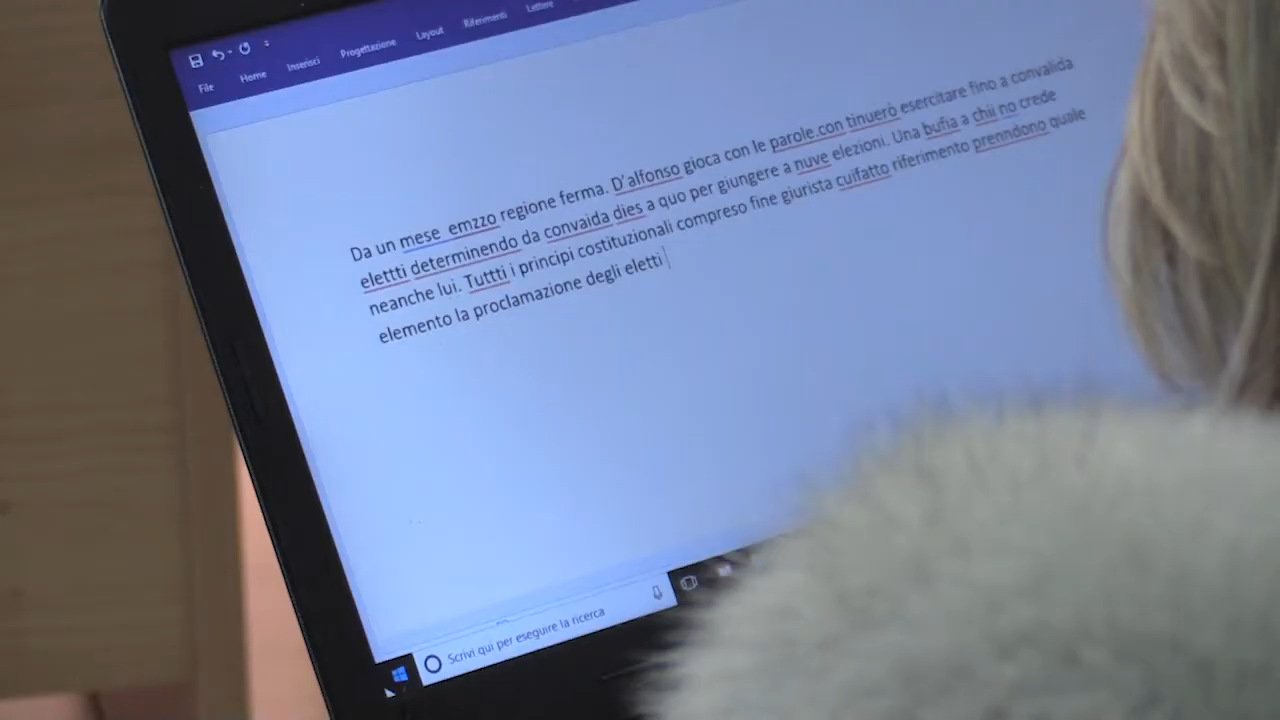 File Home Inserisci Progettazione Layout Riferimenti Lettere
Da un mese emzzo regione ferma. D'alfonso gioca con le parole.con tinuerò esercitare fino a convalida
elettti determinendo da convaida dies a quo per giungere a nuve elezioni. Una bufia a chii no crede
neanche lui. Tuttti i principi costituzionali compreso fine giurista cuifatto riferimento prenndono quale
elemento la proclamazione degli eletti
Scrivi qui per eseguire la ricerca